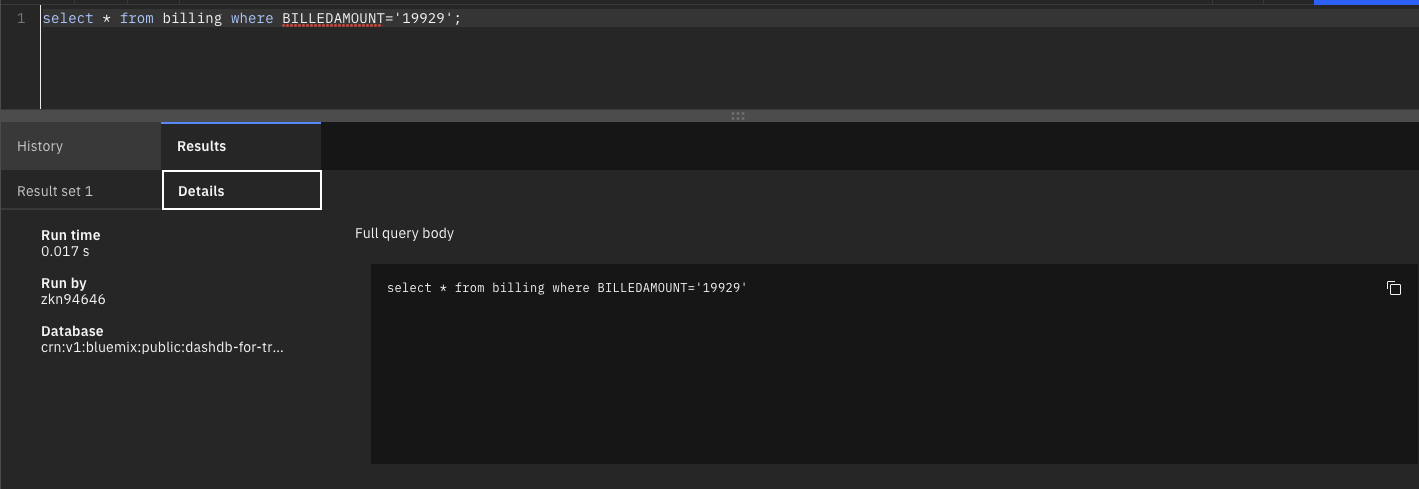 1 select * from billing where BILLEDAMOUNT='19929';
History Results
Result set 1 Details
Run time
0.017 s
Run by
zkn94646
Database
crn:v1:bluemix:public:dashdb-for-tr...
Full query body
select * from billing where BILLEDAMOUNT='19929'